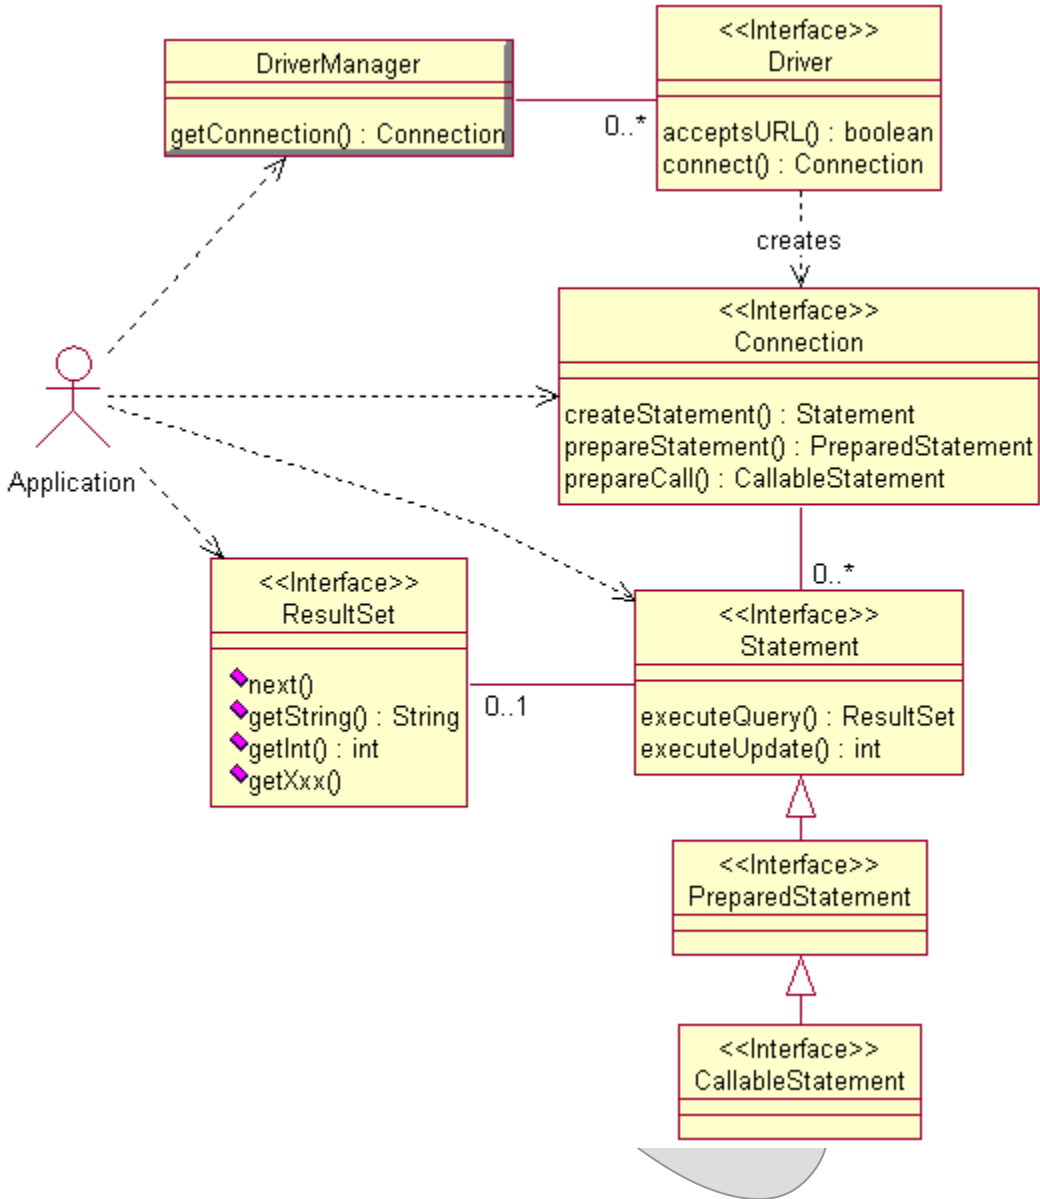 DriverManager
getConnection() : Connection
<<Interface>>
Driver
acceptsURL() : boolean
connect() : Connection
0..*
creates
<<Interface>>
Connection
createStatement() : Statement
prepareStatement() : PreparedStatement
prepareCall() : CallableStatement
Application
0..*
<<Interface>>
ResultSet
next()
getString() : String
getInt() : int
getXxx()
0..1
<<Interface>>
Statement
executeQuery() : ResultSet
executeUpdate() : int
<<Interface>>
PreparedStatement
<<Interface>>
CallableStatement